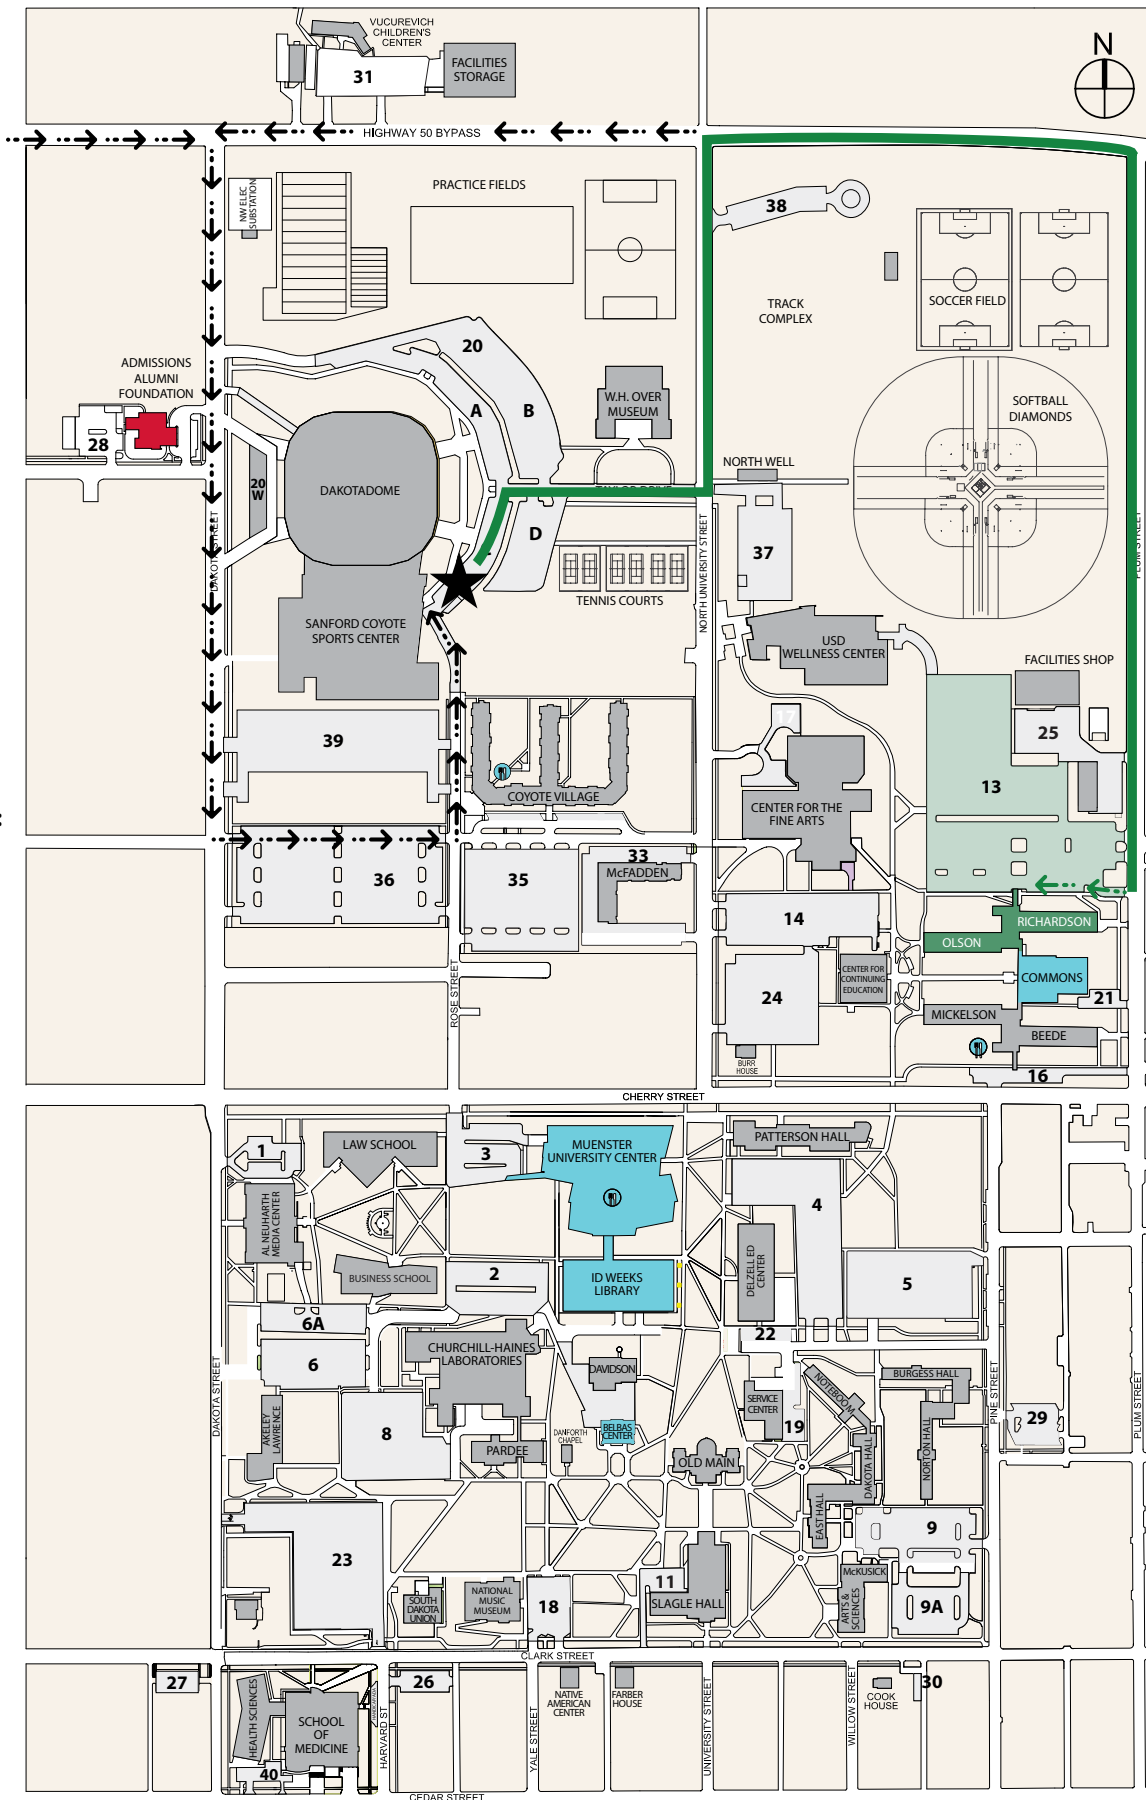 VUCUREVICH
CHILDREN'S
CENTER
N
31
FACILITIES
STORAGE
HIGHWAY 50 BYPASS
NW ELEC
SUBSTATION
PRACTICE FIELDS
38
SOCCER FIELD
TRACK
COMPLEX
20
ADMISSIONS
ALUMNI
FOUNDATION
28
A
B
W.H. OVER
MUSEUM
SOFTBALL
DIAMONDS
20
W
DAKOTADOME
NORTH WELL
TAYLOR DRIVE
D
37
DAKOTA STREET
NORTH UNIVERSITY STREET
PLUM STREET
TENNIS COURTS
SANFORD COYOTE
SPORTS CENTER
USD
WELLNESS CENTER
FACILITIES SHOP
39
17
25
13
COYOTE VILLAGE
CENTER FOR THE
FINE ARTS
36
35
33
McFADDEN
14
RICHARDSON
OLSON
COMMONS
21
CENTER FOR
CONTINUING
EDUCATION
24
MICKELSON
BEEDE
ROSE STREET
BURR
HOUSE
16
CHERRY STREET
1
LAW SCHOOL
3
MUENSTER
UNIVERSITY CENTER
PATTERSON HALL
AL NEUHARTH
MEDIA CENTER
4
BUSINESS SCHOOL
2
ID WEEKS
LIBRARY
DELZELL ED
CENTER
5
6A
22
6
CHURCHILL-HAINES
LABORATORIES
DAVIDSON
BURGESS HALL
NOTEBOOM
SERVICE
CENTER
19
DAKOTA STREET
PINE STREET
PLUM STREET
29
AKELEY
LAWRENCE
8
DANFORTH
CHAPEL
BELBAS
CENTER
PARDEE
OLD MAIN
DAKOTA HALL
NORTON HALL
EAST HALL
9
23
11
SLAGLE HALL
McKUSICK
ARTS &
SCIENCES
9A
SOUTH
DAKOTA
UNION
NATIONAL
MUSIC
MUSEUM
18
CLARK STREET
27
26
HEALTH SCIENCES
SCHOOL
OF
MEDICINE
HARVARD ST
YALE STREET
NATIVE
AMERICAN
CENTER
FARBER
HOUSE
UNIVERSITY STREET
WILLOW STREET
COOK
HOUSE
30
40
CEDAR STREET